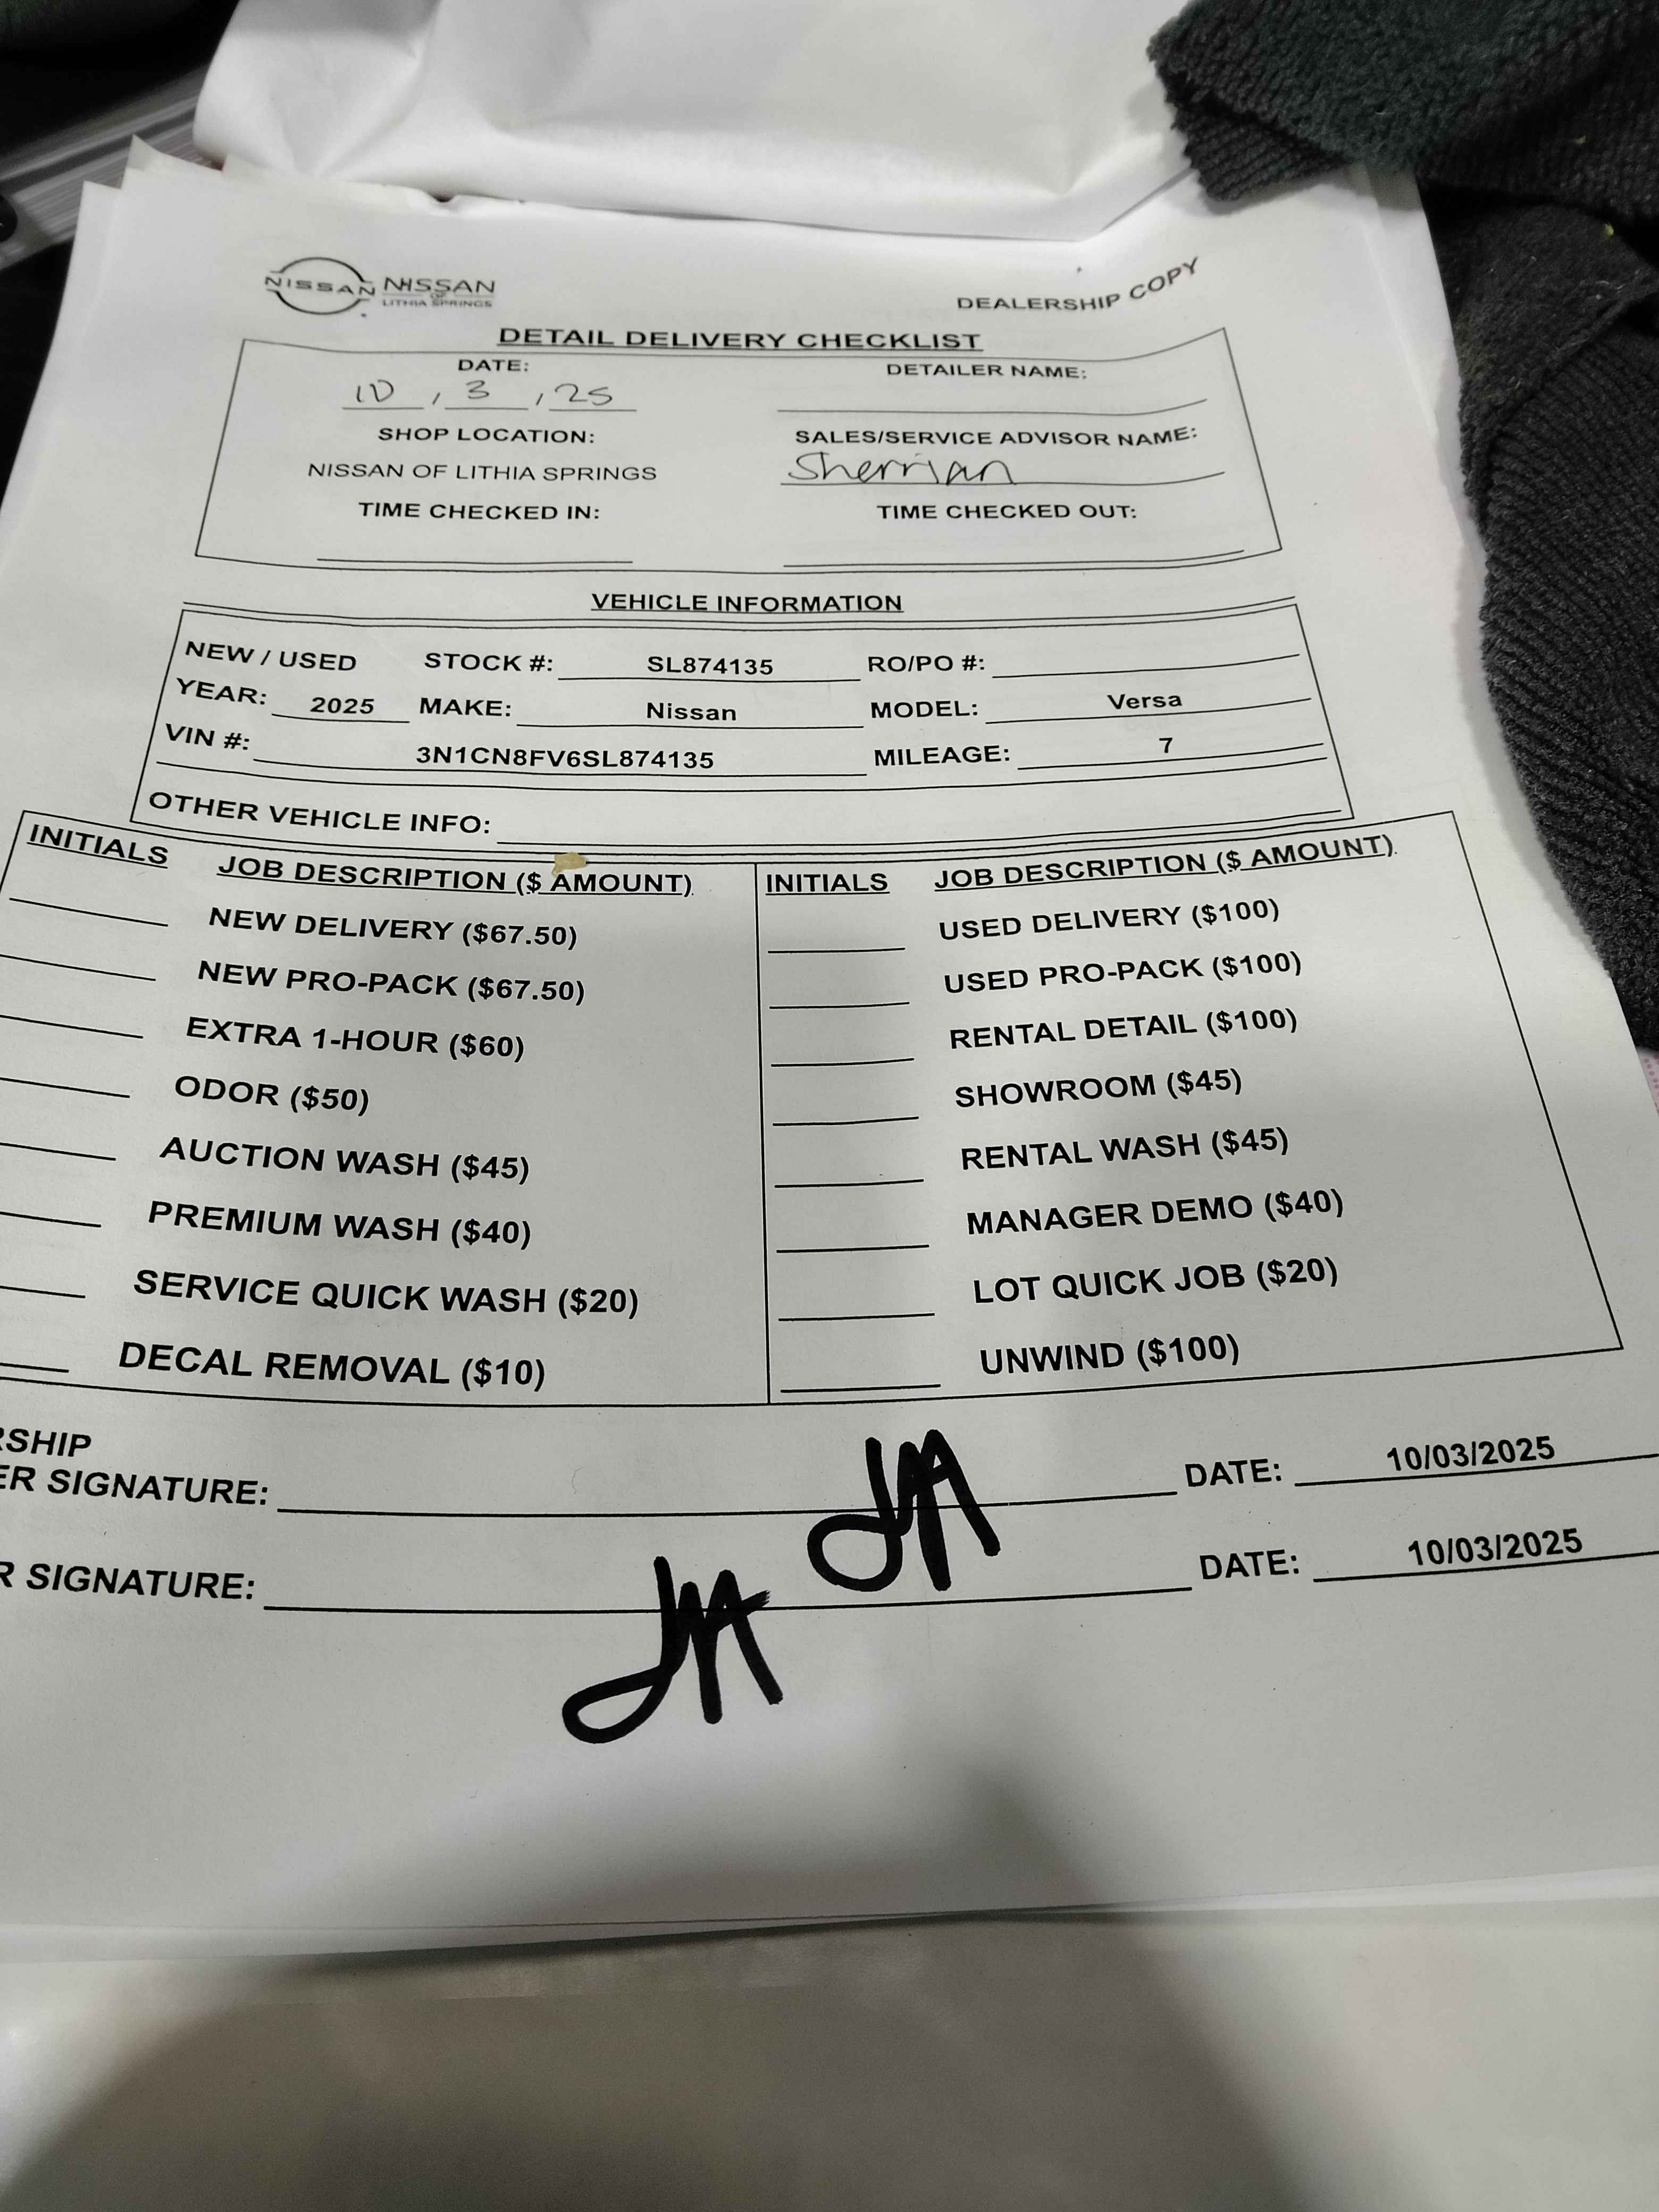 NISSAN NISSAN
OF
LITHIA SPRINGS
DEALERSHIP COPY
DETAIL DELIVERY CHECKLIST
DATE: DETAILER NAME:
10 , 3 , 25
SHOP LOCATION: SALES/SERVICE ADVISOR NAME:
NISSAN OF LITHIA SPRINGS Sherrian
TIME CHECKED IN: TIME CHECKED OUT:
VEHICLE INFORMATION
NEW / USED STOCK #: SL874135 RO/PO #:
YEAR: 2025 MAKE: Nissan MODEL: Versa
VIN #: 3N1CN8FV6SL874135 MILEAGE: 7
OTHER VEHICLE INFO:
INITIALS JOB DESCRIPTION ($ AMOUNT) INITIALS JOB DESCRIPTION ($ AMOUNT)
NEW DELIVERY ($67.50) USED DELIVERY ($100)
NEW PRO-PACK ($67.50) USED PRO-PACK ($100)
EXTRA 1-HOUR ($60) RENTAL DETAIL ($100)
ODOR ($50) SHOWROOM ($45)
AUCTION WASH ($45) RENTAL WASH ($45)
PREMIUM WASH ($40) MANAGER DEMO ($40)
SERVICE QUICK WASH ($20) LOT QUICK JOB ($20)
DECAL REMOVAL ($10) UNWIND ($100)
RSHIP
ER SIGNATURE: DATE: 10/03/2025
R SIGNATURE: DATE: 10/03/2025